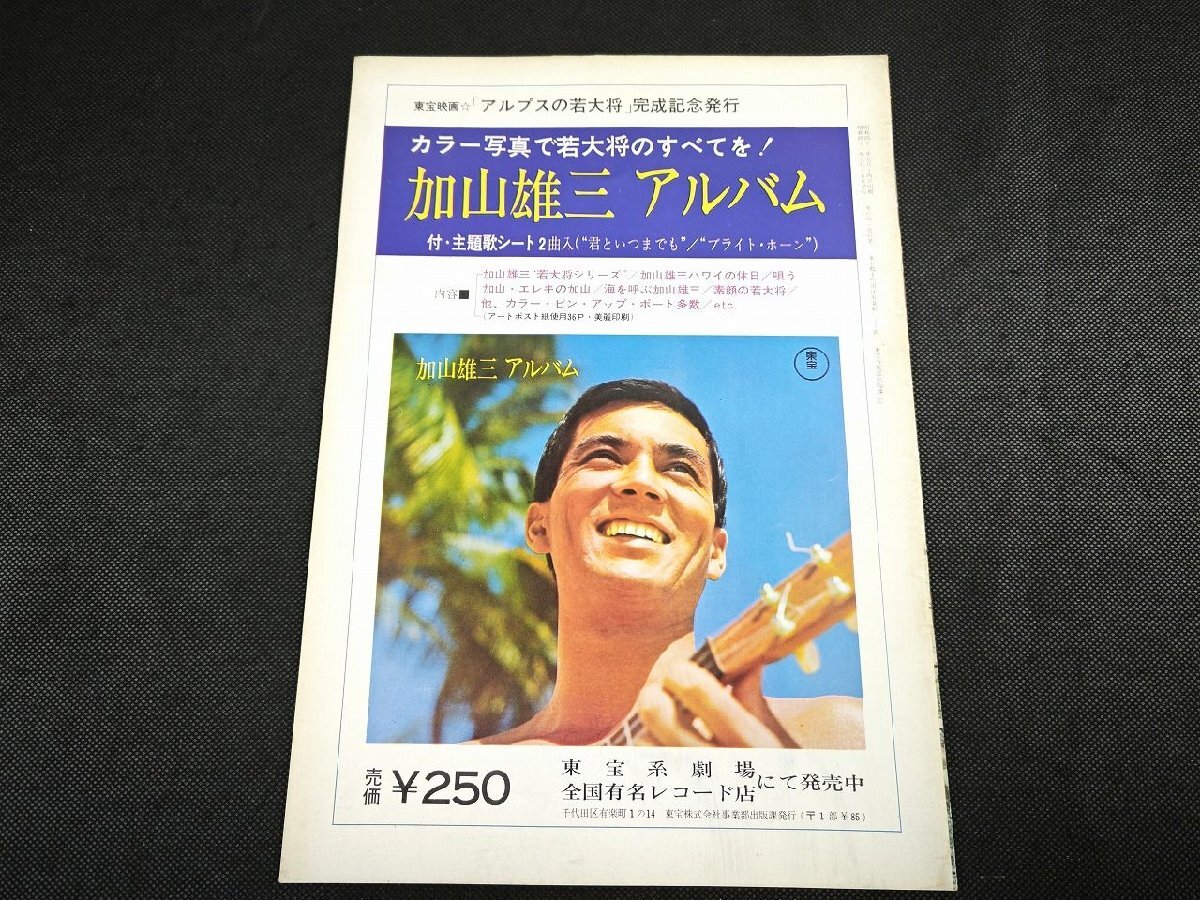 東宝映画☆「アルプスの若大将」完成記念発行
カラー写真で若大将のすべてを!
加山雄三 アルバム
付・主題歌シート2曲入(“君といつまでも”/“ブライト・ホーン”)
内容■
加山雄三“若大将シリーズ”/加山雄三ハワイの休日/唄う
加山・エレキの加山/海を呼ぶ加山雄三/素顔の若大将/
他、カラー・ピン・アップ・ポート多数/etc.
(アートポスト紙使用36P・美麗印刷)
加山雄三 アルバム
東宝
売価 ¥250
東宝系劇場
全国有名レコード店
にて発売中
千代田区有楽町1の14 東宝株式会社事業部出版課発行(〒1部¥85)